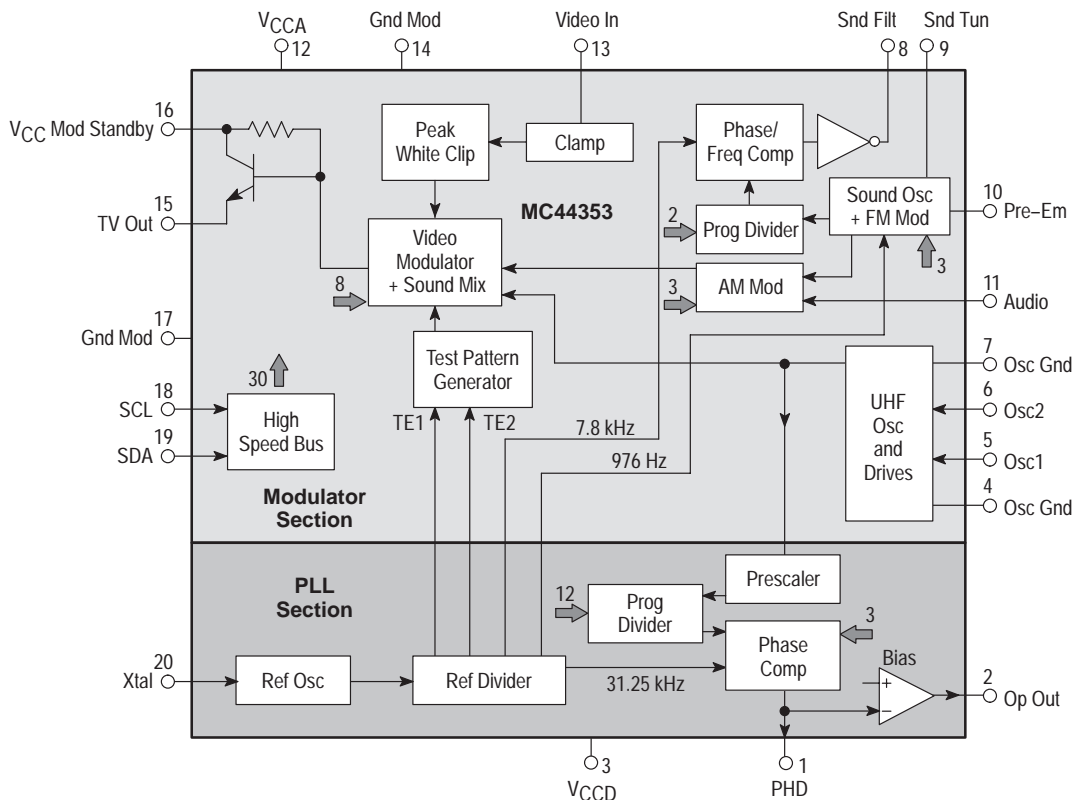 VCCA
12
Gnd Mod
14
Video In
13
Snd Filt
8
Snd Tun
9
16
VCC Mod Standby
15
TV Out
Peak
White Clip
Clamp
Phase/
Freq Comp
MC44353
Sound Osc
+ FM Mod
10
Pre–Em
2
Prog Divider
3
Video
Modulator
+ Sound Mix
8
3
AM Mod
11
Audio
17
Gnd Mod
30
Test Pattern
Generator
7
Osc Gnd
18
SCL
19
SDA
High
Speed Bus
TE1
TE2
7.8 kHz
976 Hz
UHF
Osc
and
Drives
6
Osc2
5
Osc1
4
Osc Gnd
Modulator
Section
PLL
Section
Prescaler
12
Prog
Divider
3
Phase
Comp
20
Xtal
Ref Osc
Ref Divider
31.25 kHz
Bias
+
–
2
Op Out
3
VCCD
1
PHD